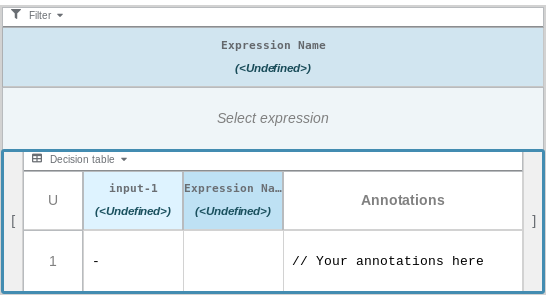 Filter
Expression Name
(<Undefined>)
Select expression
Decision table
U
input-1
(<Undefined>)
Expression Na…
(<Undefined>)
Annotations
[
]
1
-
// Your annotations here